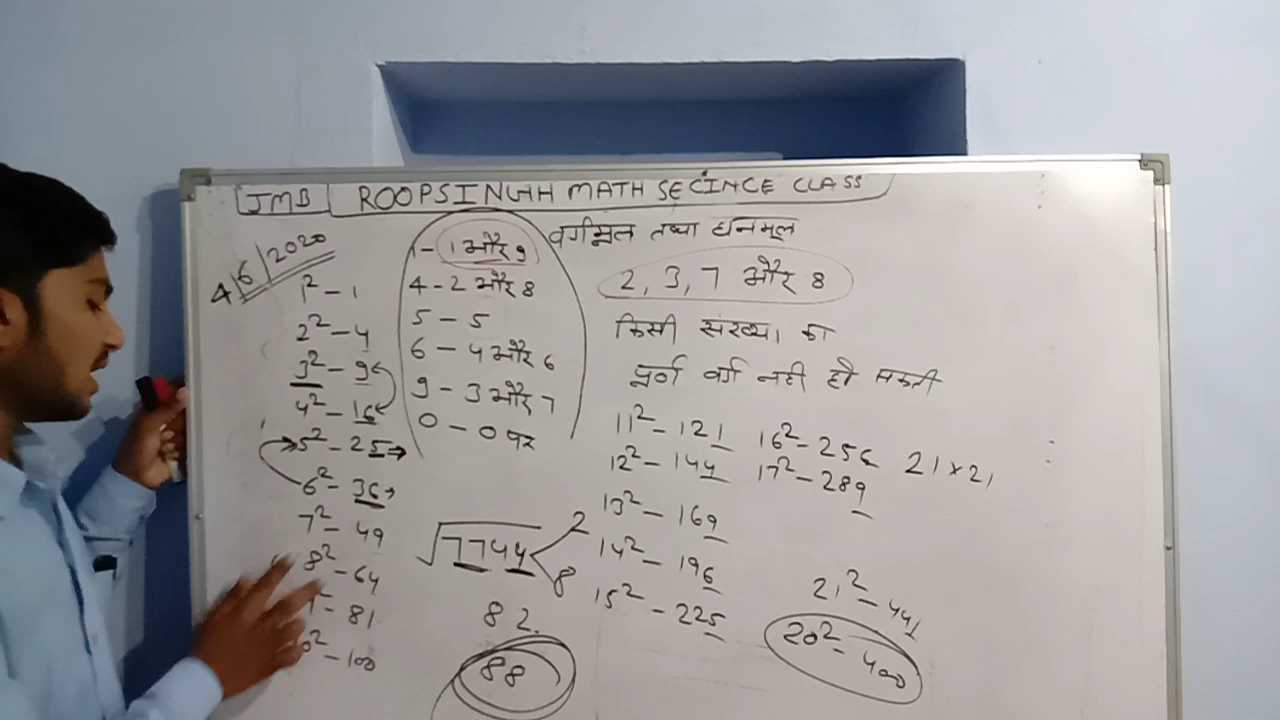 JMB ROOPSINGH MATH SECINCE CLASS
4/6/2020
वर्गमूल तथा घनमूल
1² - 1
2² - 4
3² - 9
4² - 16
5² - 25
6² - 36
7² - 49
8² - 64
9² - 81
10² - 100
1 - 1 और 9
4 - 2 और 8
5 - 5
6 - 4 और 6
9 - 3 और 7
0 - 0 पर
2, 3, 7 और 8
किसी संख्या का
पूर्ण वर्ग नही हो सकती
11² - 121
12² - 144
13² - 169
14² - 196
15² - 225
16² - 256
17² - 289
21 × 21
√7744
2
8
82
88
21² - 441
20² - 400